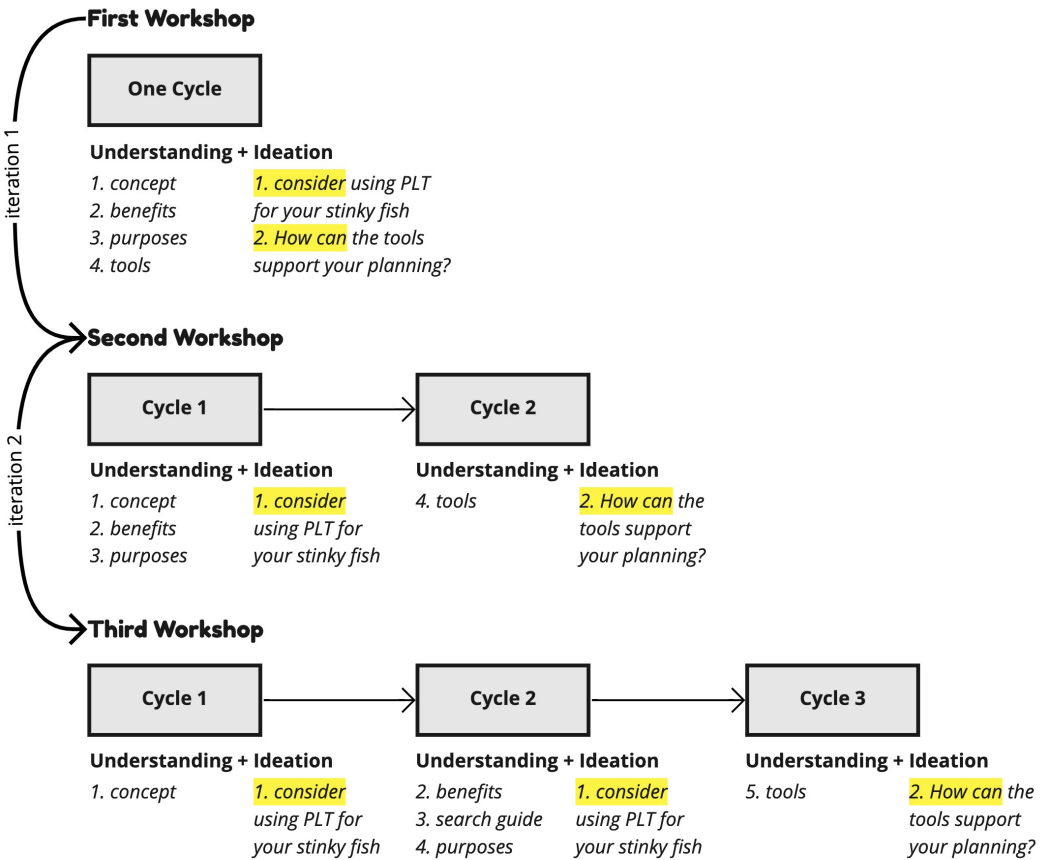 First Workshop
One Cycle
iteration 1
Understanding + Ideation
1. concept
2. benefits
3. purposes
4. tools
1. consider using PLT
for your stinky fish
2. How can the tools
support your planning?
Second Workshop
Cycle 1
Cycle 2
iteration 2
Understanding + Ideation
1. concept
2. benefits
3. purposes
1. consider
using PLT for
your stinky fish
Understanding + Ideation
4. tools
2. How can the
tools support
your planning?
Third Workshop
Cycle 1
Cycle 2
Cycle 3
Understanding + Ideation
1. concept
1. consider
using PLT for
your stinky fish
Understanding + Ideation
2. benefits
3. search guide
4. purposes
1. consider
using PLT for
your stinky fish
Understanding + Ideation
5. tools
2. How can the
tools support
your planning?